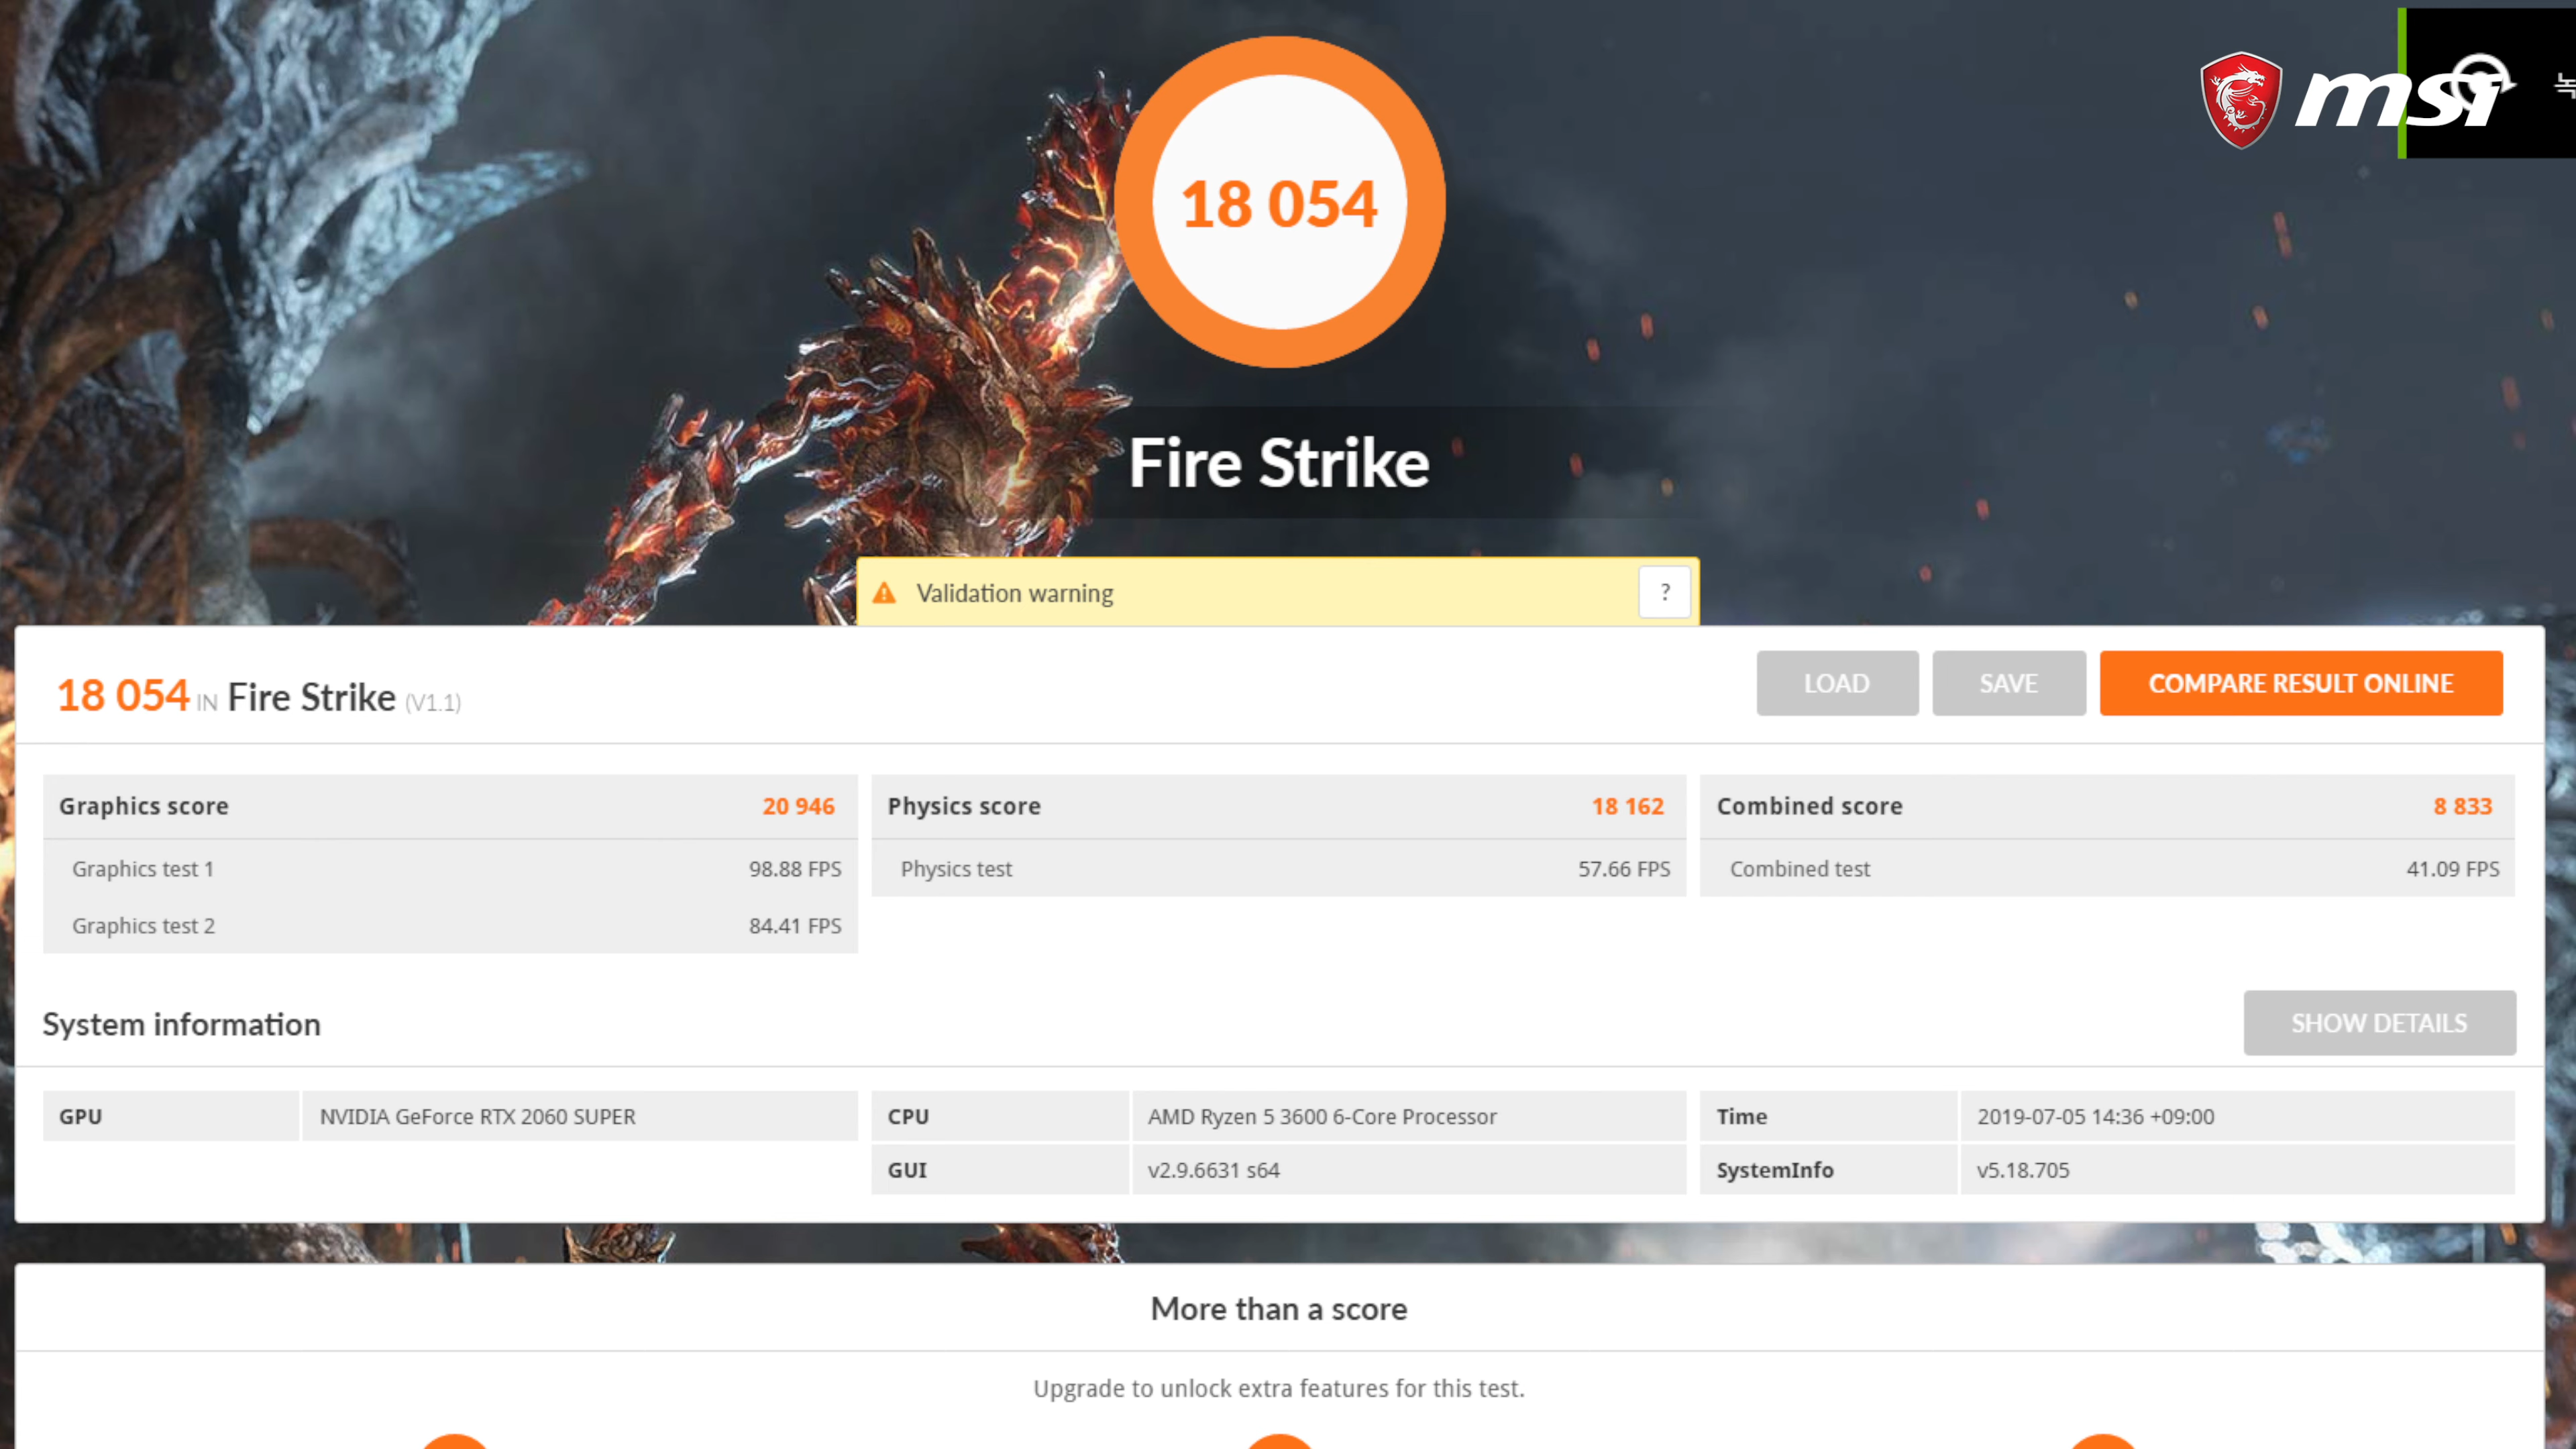 msi
녹
18 054
Fire Strike
Validation warning
?
18 054 IN Fire Strike (V1.1)
LOAD
SAVE
COMPARE RESULT ONLINE
Graphics score 20 946
Graphics test 1 98.88 FPS
Graphics test 2 84.41 FPS
Physics score 18 162
Physics test 57.66 FPS
Combined score 8 833
Combined test 41.09 FPS
System information
SHOW DETAILS
GPU NVIDIA GeForce RTX 2060 SUPER
CPU AMD Ryzen 5 3600 6-Core Processor
GUI v2.9.6631 s64
Time 2019-07-05 14:36 +09:00
SystemInfo v5.18.705
More than a score
Upgrade to unlock extra features for this test.